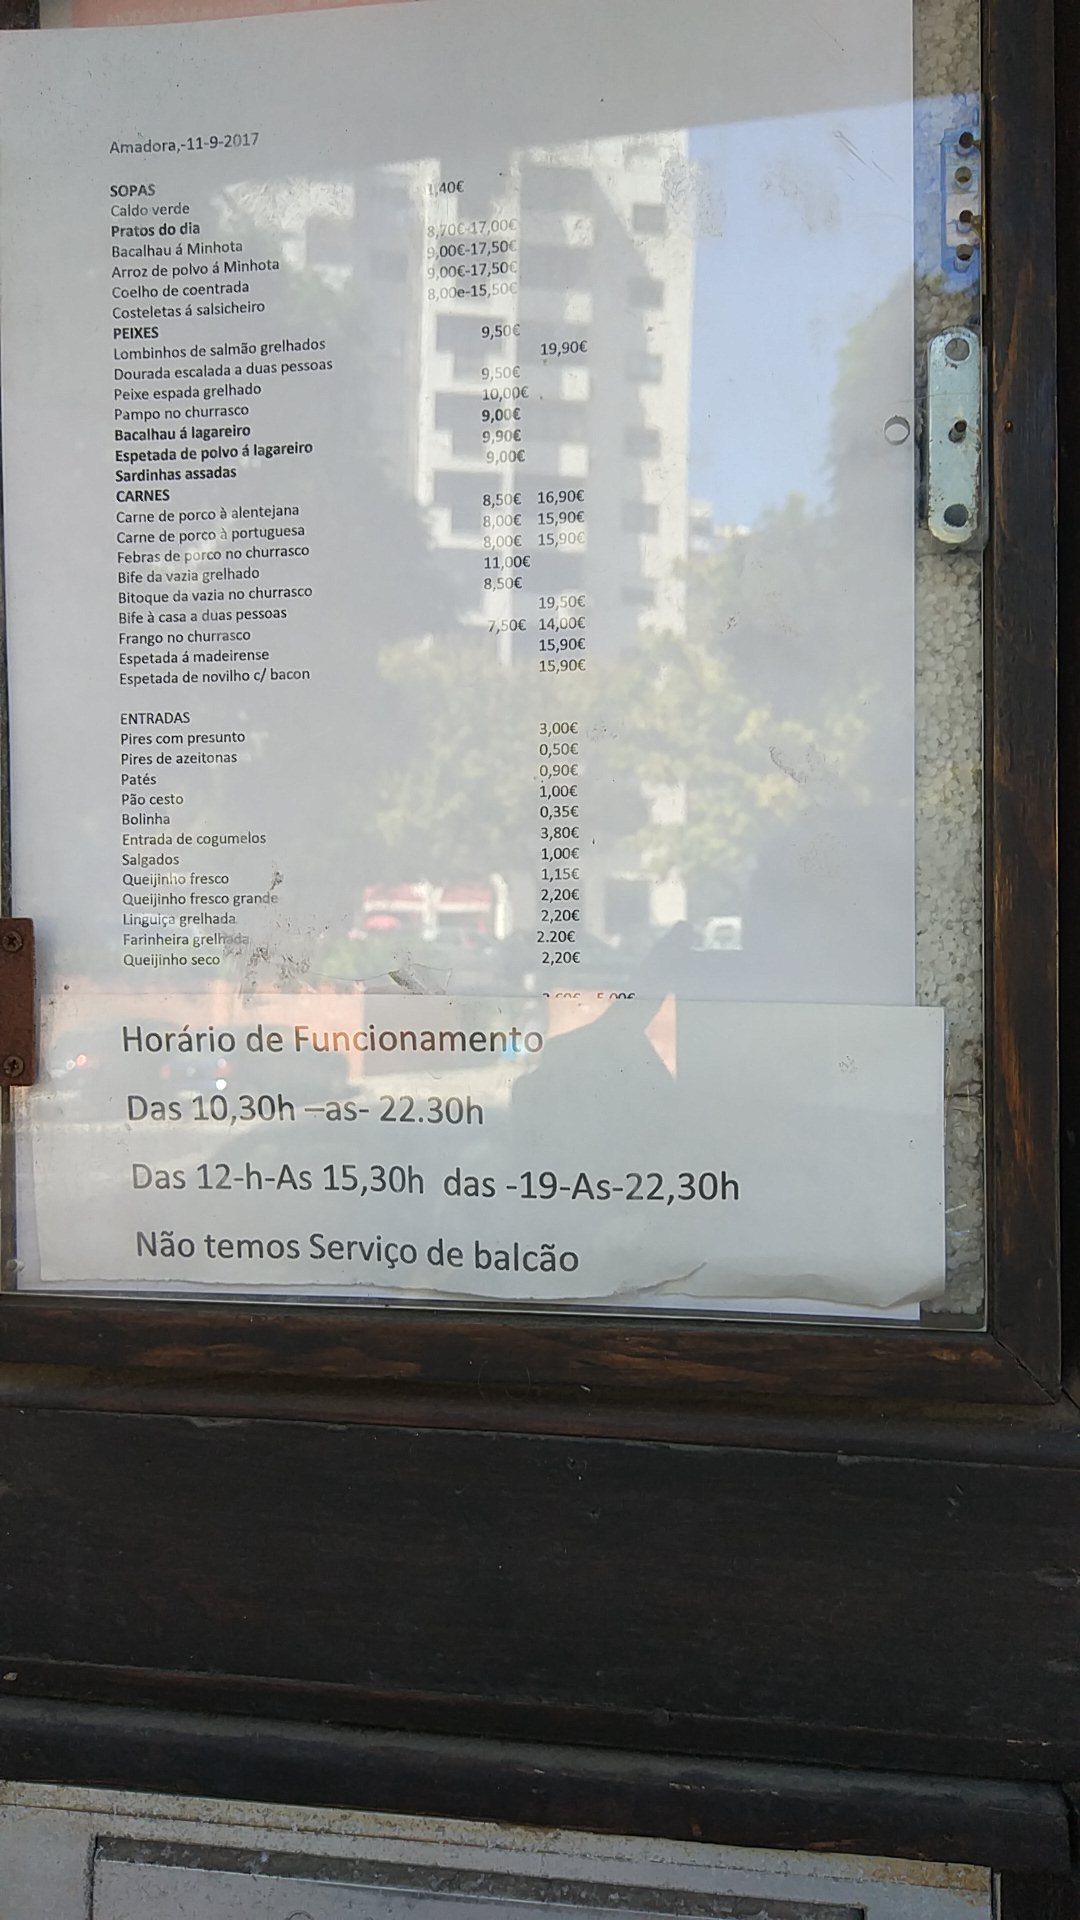 Amadora,-11-9-2017
SOPAS
Caldo verde 1,40€
Pratos do dia
Bacalhau á Minhota 8,70€-17,00€
Arroz de polvo á Minhota 9,00€-17,50€
Coelho de coentrada 9,00€-17,50€
Costeletas á salsicheiro 8,00e-15,50€
PEIXES
Lombinhos de salmão grelhados 9,50€
Dourada escalada a duas pessoas 19,90€
Peixe espada grelhado 9,50€
Pampo no churrasco 10,00€
Bacalhau á lagareiro 9,00€
Espetada de polvo á lagareiro 9,90€
Sardinhas assadas 9,00€
CARNES
Carne de porco à alentejana 8,50€ 16,90€
Carne de porco à portuguesa 8,00€ 15,90€
Febras de porco no churrasco 8,00€ 15,90€
Bife da vazia grelhado 11,00€
Bitoque da vazia no churrasco 8,50€
Bife à casa a duas pessoas 19,50€
Frango no churrasco 7,50€ 14,00€
Espetada á madeirense 15,90€
Espetada de novilho c/ bacon 15,90€
ENTRADAS
Pires com presunto 3,00€
Pires de azeitonas 0,50€
Patés 0,90€
Pão cesto 1,00€
Bolinha 0,35€
Entrada de cogumelos 3,80€
Salgados 1,00€
Queijinho fresco 1,15€
Queijinho fresco grande 2,20€
Linguiça grelhada 2,20€
Farinheira grelhada 2.20€
Queijinho seco 2,20€
Horário de Funcionamento
Das 10,30h –as- 22.30h
Das 12-h-As 15,30h das -19-As-22,30h
Não temos Serviço de balcão